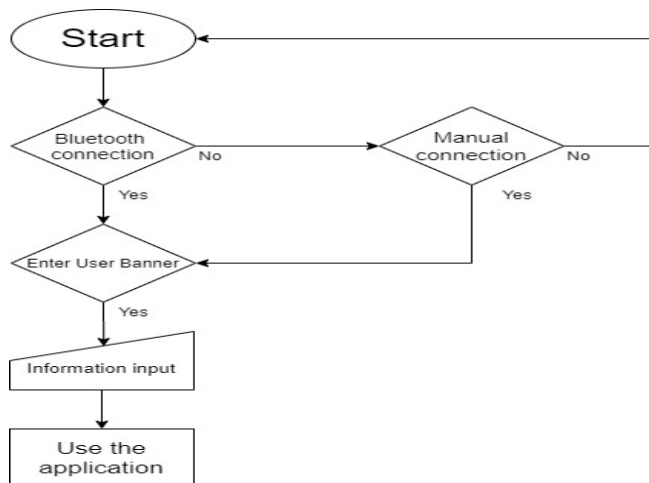 Start
Bluetooth
connection
No
Manual
connection
No
Yes
Yes
Enter User Banner
Yes
Information input
Use the
application